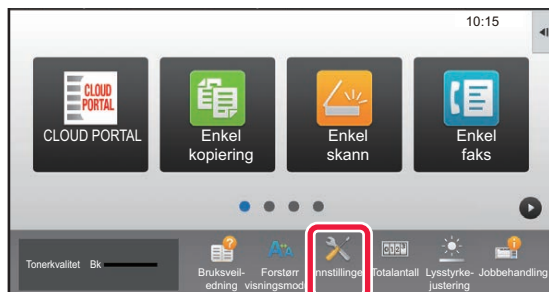 10:15
CLOUD
PORTAL
CLOUD PORTAL
Enkel
kopiering
Enkel
skann
Enkel
faks
Tonerkvalitet Bk
Bruksveil-
edning
Forstørr
visningsmod
Innstillinge
Totalantall
Lysstyrke-
justering
Jobbehandling